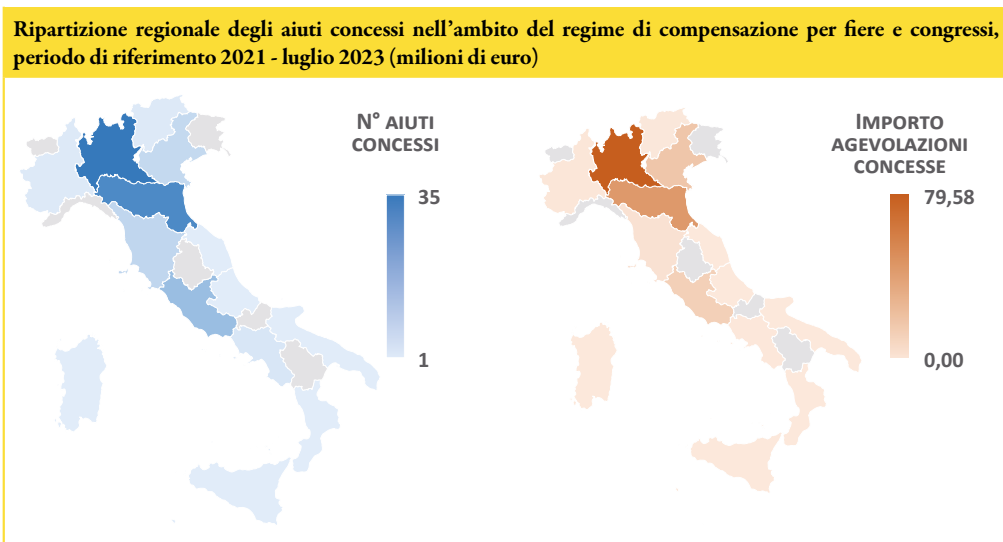 Ripartizione regionale degli aiuti concessi nell'ambito del regime di compensazione per fiere e congressi,
periodo di riferimento 2021 - luglio 2023 (milioni di euro)
N° AIUTI
CONCESSI
35
1
IMPORTO
AGEVOLAZIONI
CONCESSE
79,58
0,00